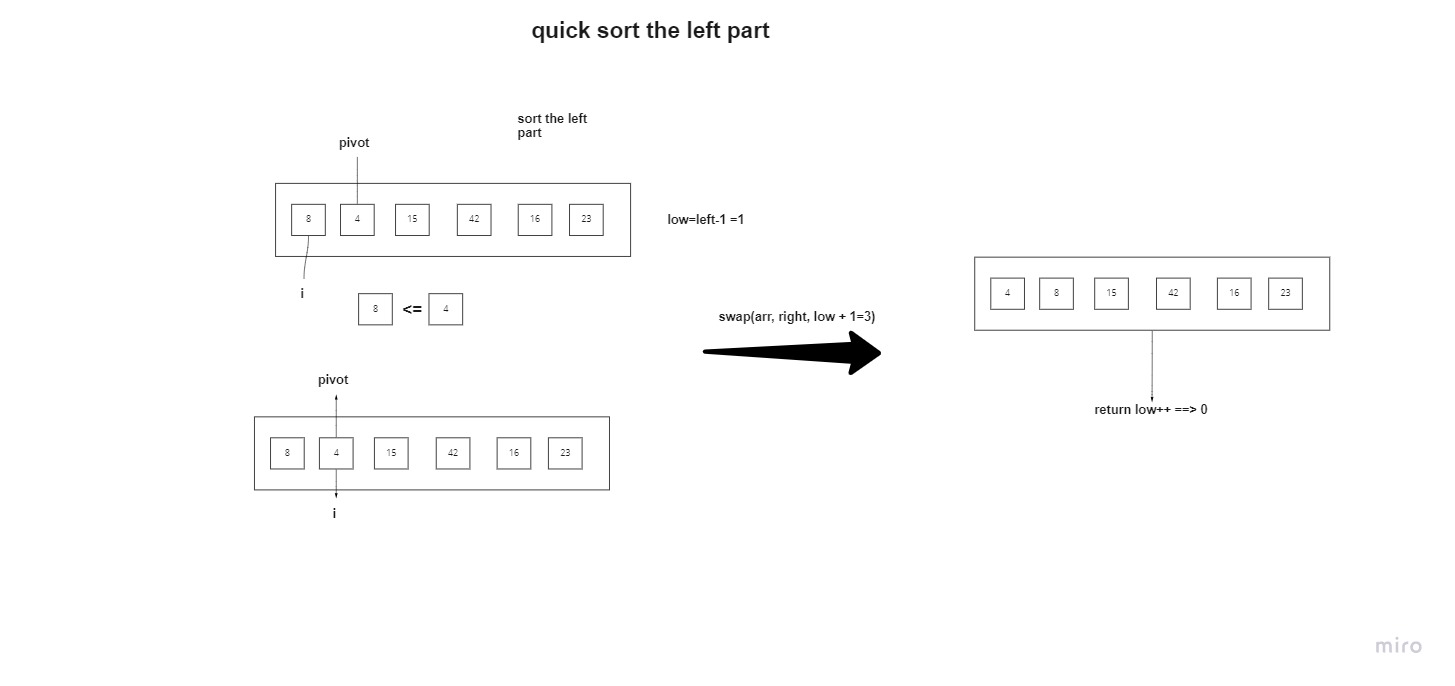 quick sort the left part
sort the left
part
pivot
8 4 15 42 16 23
low=left-1 =1
i
8 <= 4
pivot
8 4 15 42 16 23
i
swap(arr, right, low + 1=3)
4 8 15 42 16 23
return low++ ==> 0
miro